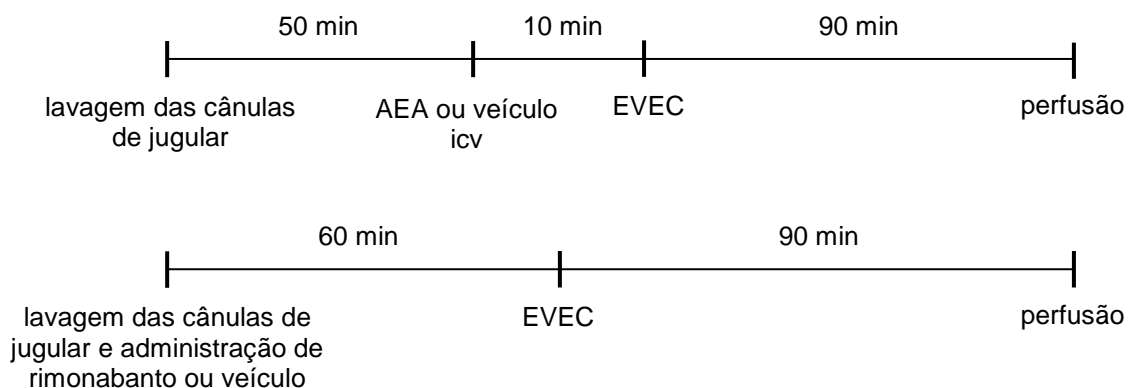 50 min 10 min 90 min
lavagem das cânulas
de jugular
AEA ou veículo
icv
EVEC
perfusão
60 min 90 min
lavagem das cânulas de
jugular e administração de
rimonabanto ou veículo
EVEC
perfusão